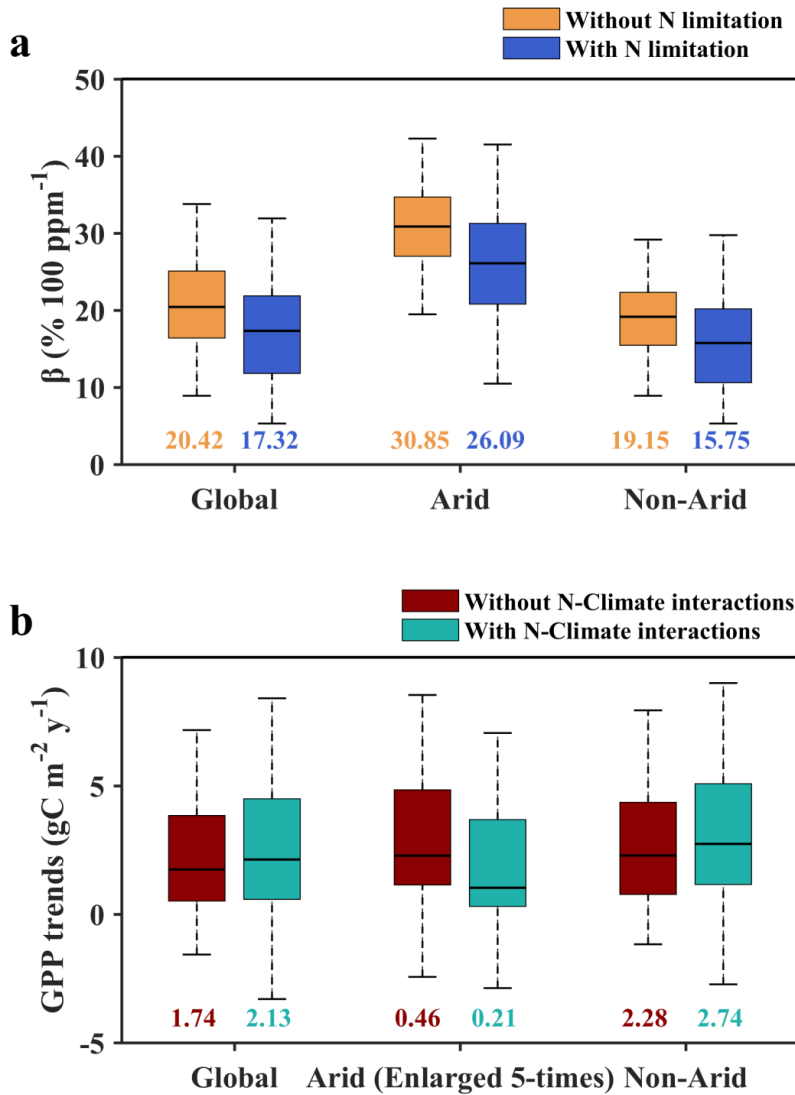 a
Without N limitation
With N limitation
50
40
30
20
10
0
β (% 100 ppm⁻¹)
20.42 17.32 30.85 26.09 19.15 15.75
Global Arid Non-Arid
b
Without N-Climate interactions
With N-Climate interactions
10
5
0
-5
GPP trends (gC m⁻² y⁻¹)
1.74 2.13 0.46 0.21 2.28 2.74
Global Arid (Enlarged 5-times) Non-Arid